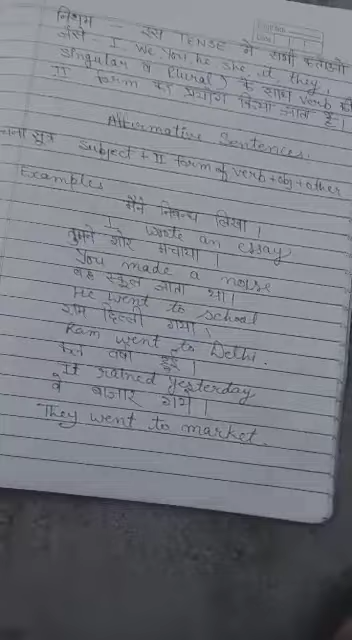 नियम - इस TENSE में सभी कर्ताओं
जैसे- I, We, You, he, she, it, they,
singular व Plural) के साथ verb की
II form का प्रयोग किया जाता है।
Affirmative Sentences.
सूत्र Subject + II form of verb + obj + other
Examples
मैंने निबन्ध लिखा।
I wrote an essay
तुमने शोर मचाया।
You made a noise
वह स्कूल जाता था।
He went to school
राम दिल्ली गया।
Ram went to Delhi.
कल वर्षा हुई।
It rained yesterday
वे बाजार गये।
They went to market.